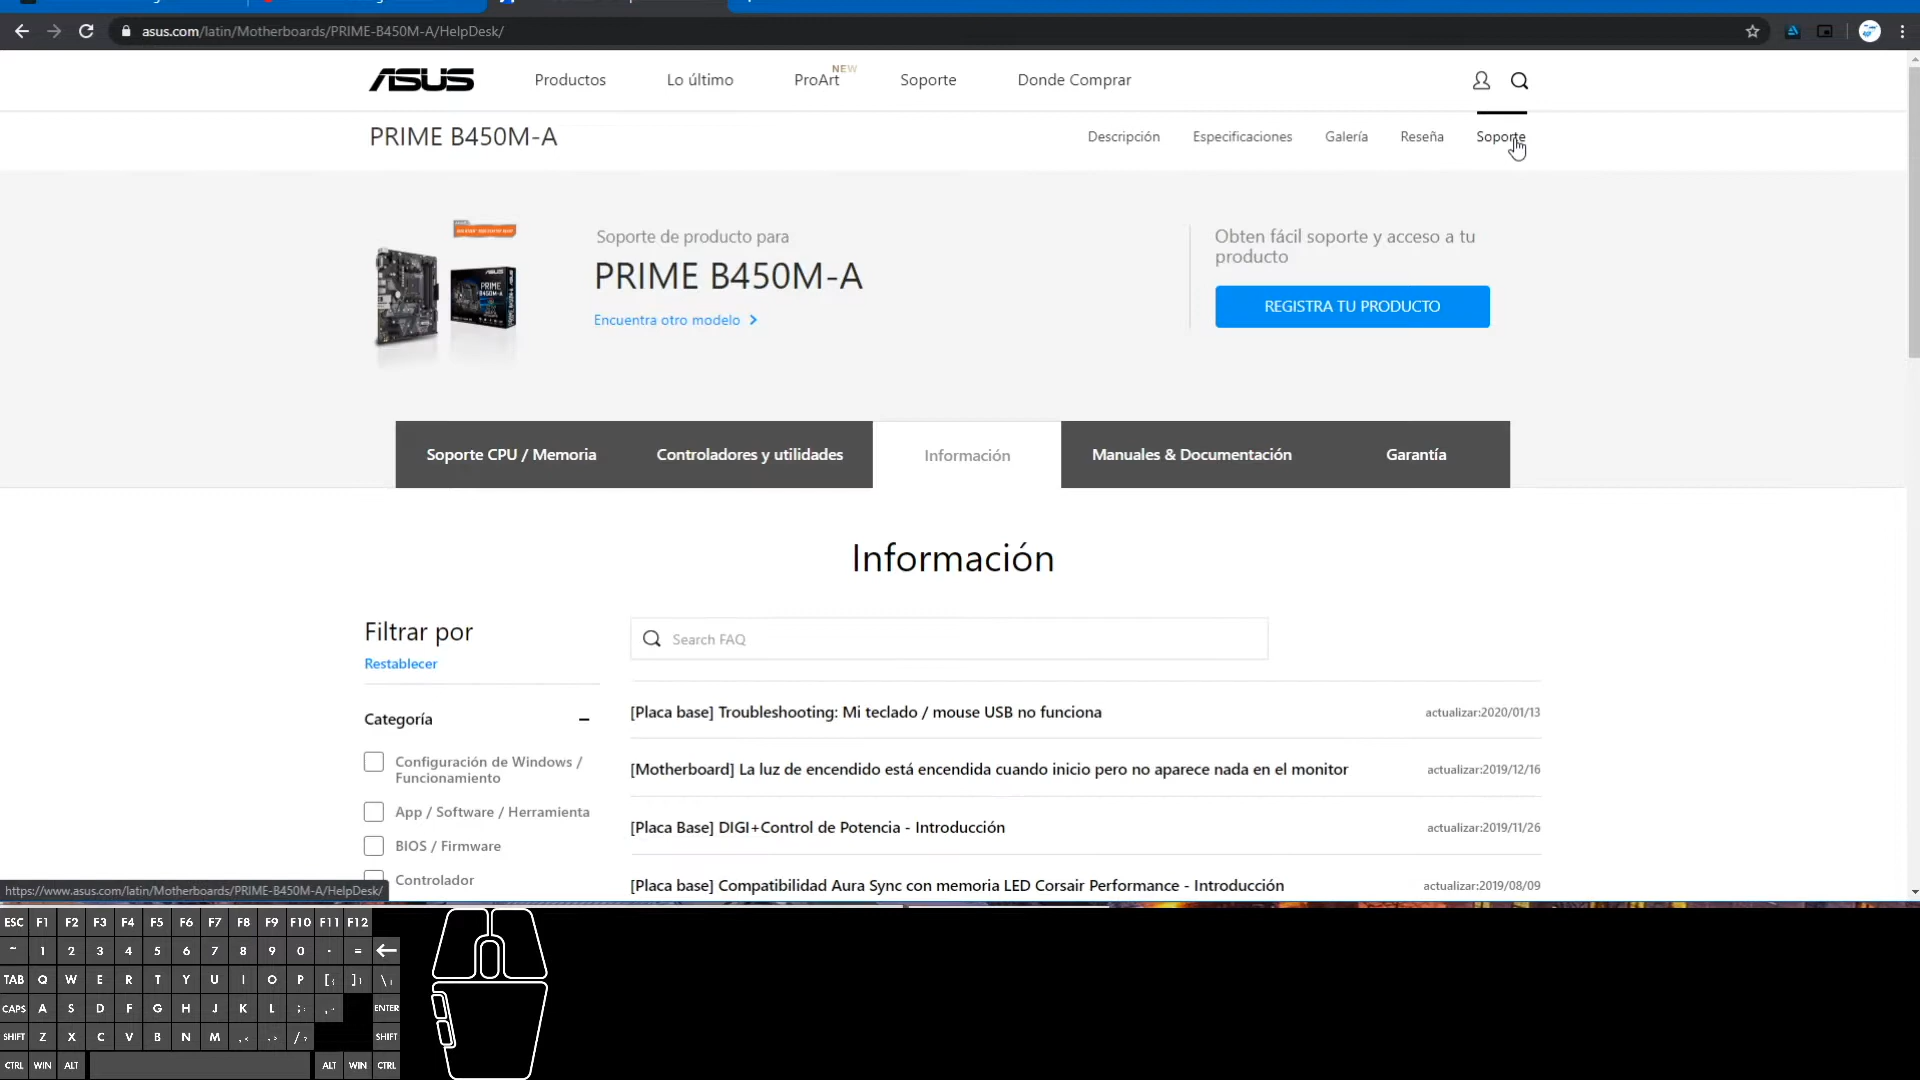 asus.com/latin/Motherboards/PRIME-B450M-A/HelpDesk/
ASUS
Productos
Lo último
ProArt
NEW
Soporte
Donde Comprar
PRIME B450M-A
Descripción
Especificaciones
Galería
Reseña
Soporte
Soporte de producto para
PRIME B450M-A
Encuentra otro modelo
Obten fácil soporte y acceso a tu
producto
REGISTRA TU PRODUCTO
Soporte CPU / Memoria
Controladores y utilidades
Información
Manuales & Documentación
Garantía
Información
Filtrar por
Restablecer
Search FAQ
Categoría
Configuración de Windows /
Funcionamiento
App / Software / Herramienta
BIOS / Firmware
Controlador
[Placa base] Troubleshooting: Mi teclado / mouse USB no funciona
actualizar:2020/01/13
[Motherboard] La luz de encendido está encendida cuando inicio pero no aparece nada en el monitor
actualizar:2019/12/16
[Placa Base] DIGI+Control de Potencia - Introducción
actualizar:2019/11/26
[Placa base] Compatibilidad Aura Sync con memoria LED Corsair Performance - Introducción
actualizar:2019/08/09
https://www.asus.com/latin/Motherboards/PRIME-B450M-A/HelpDesk/
ESC F1 F2 F3 F4 F5 F6 F7 F8 F9 F10 F11 F12
~ 1 2 3 4 5 6 7 8 9 0 - =
TAB Q W E R T Y U I O P [ ] \
CAPS A S D F G H J K L ; ENTER
SHIFT Z X C V B N M , . / SHIFT
CTRL WIN ALT ALT WIN CTRL